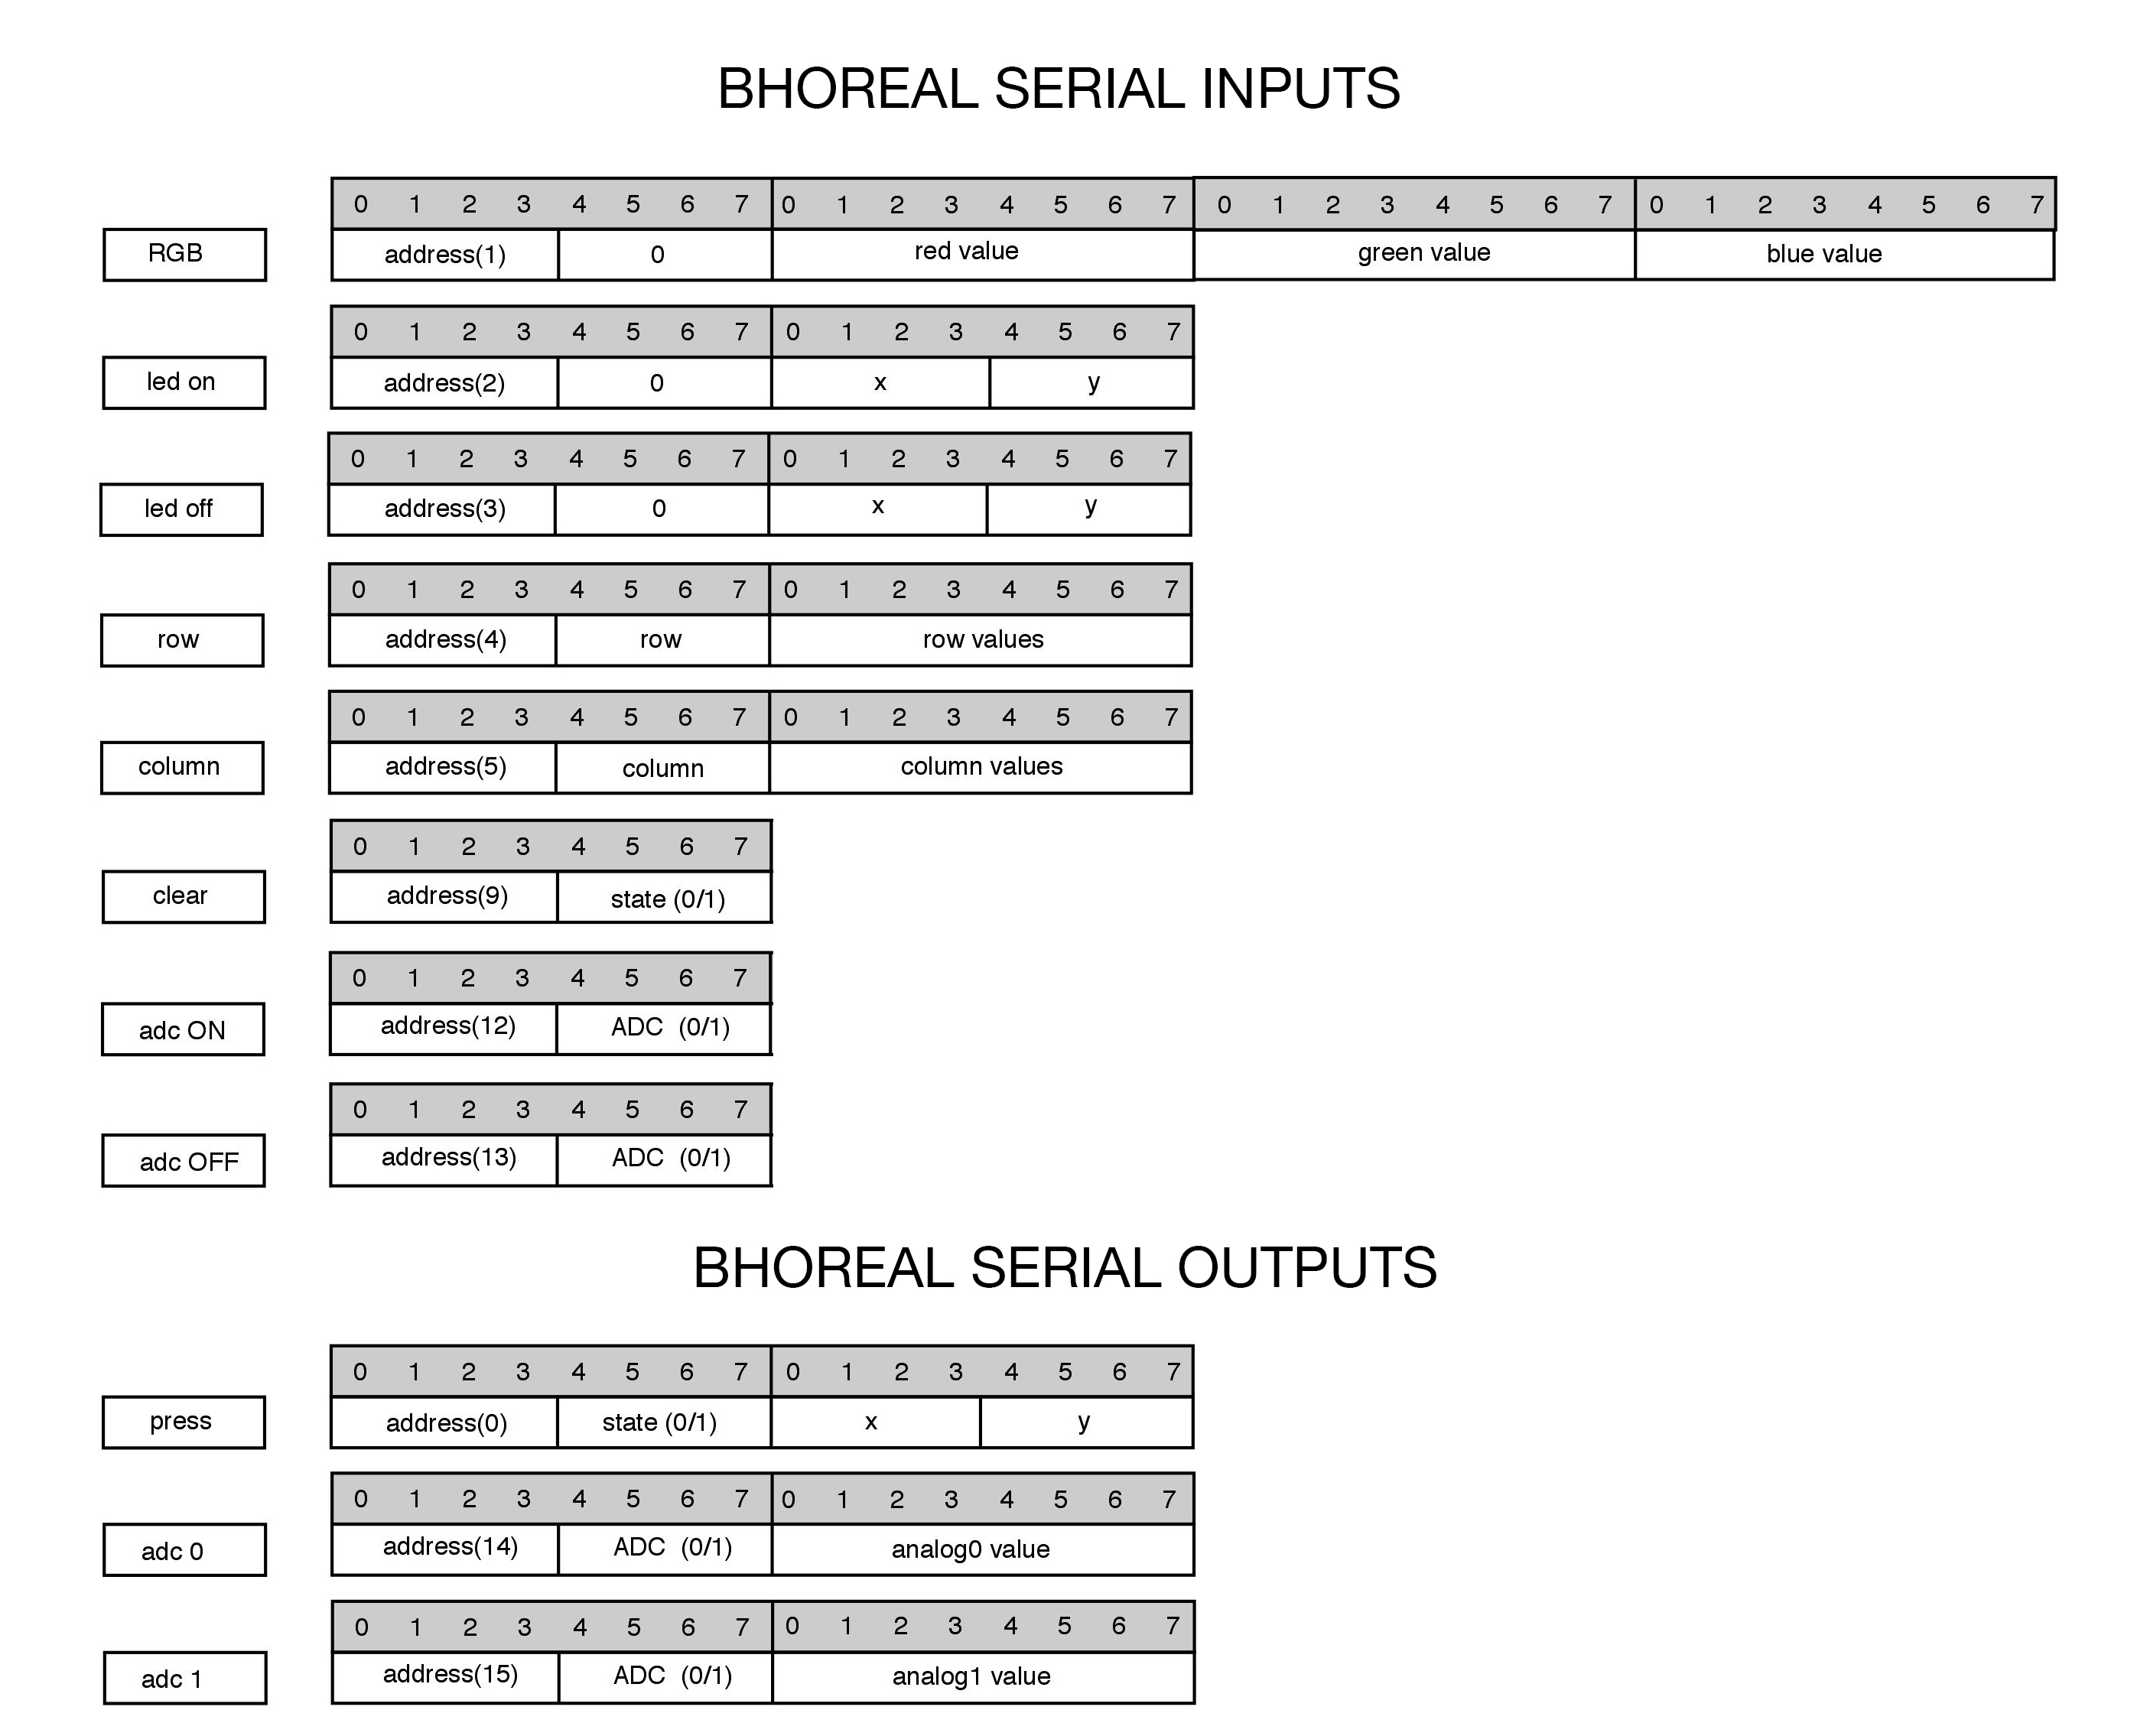 BHOREAL SERIAL INPUTS
0 1 2 3 4 5 6 7 0 1 2 3 4 5 6 7 0 1 2 3 4 5 6 7 0 1 2 3 4 5 6 7
RGB address(1) 0 red value green value blue value
0 1 2 3 4 5 6 7 0 1 2 3 4 5 6 7
led on address(2) 0 x y
0 1 2 3 4 5 6 7 0 1 2 3 4 5 6 7
led off address(3) 0 x y
0 1 2 3 4 5 6 7 0 1 2 3 4 5 6 7
row address(4) row row values
0 1 2 3 4 5 6 7 0 1 2 3 4 5 6 7
column address(5) column column values
0 1 2 3 4 5 6 7
clear address(9) state (0/1)
0 1 2 3 4 5 6 7
adc ON address(12) ADC (0/1)
0 1 2 3 4 5 6 7
adc OFF address(13) ADC (0/1)
BHOREAL SERIAL OUTPUTS
0 1 2 3 4 5 6 7 0 1 2 3 4 5 6 7
press address(0) state (0/1) x y
0 1 2 3 4 5 6 7 0 1 2 3 4 5 6 7
adc 0 address(14) ADC (0/1) analog0 value
0 1 2 3 4 5 6 7 0 1 2 3 4 5 6 7
adc 1 address(15) ADC (0/1) analog1 value